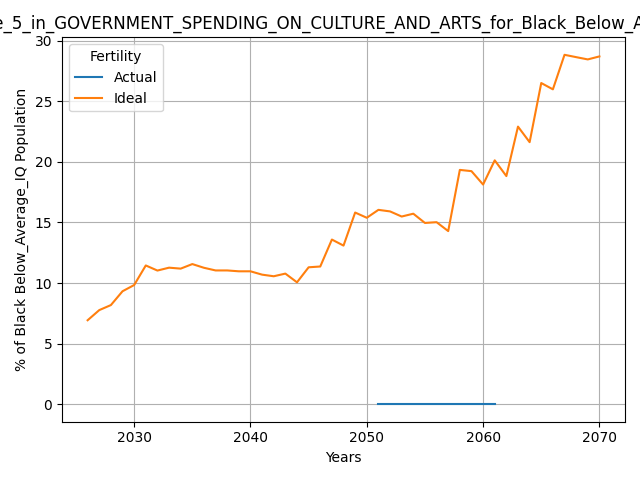 e_5_in_GOVERNMENT_SPENDING_ON_CULTURE_AND_ARTS_for_Black_Below_A
Fertility
Actual
Ideal
% of Black Below_Average_IQ Population
30
25
20
15
10
5
0
2030 2040 2050 2060 2070
Years